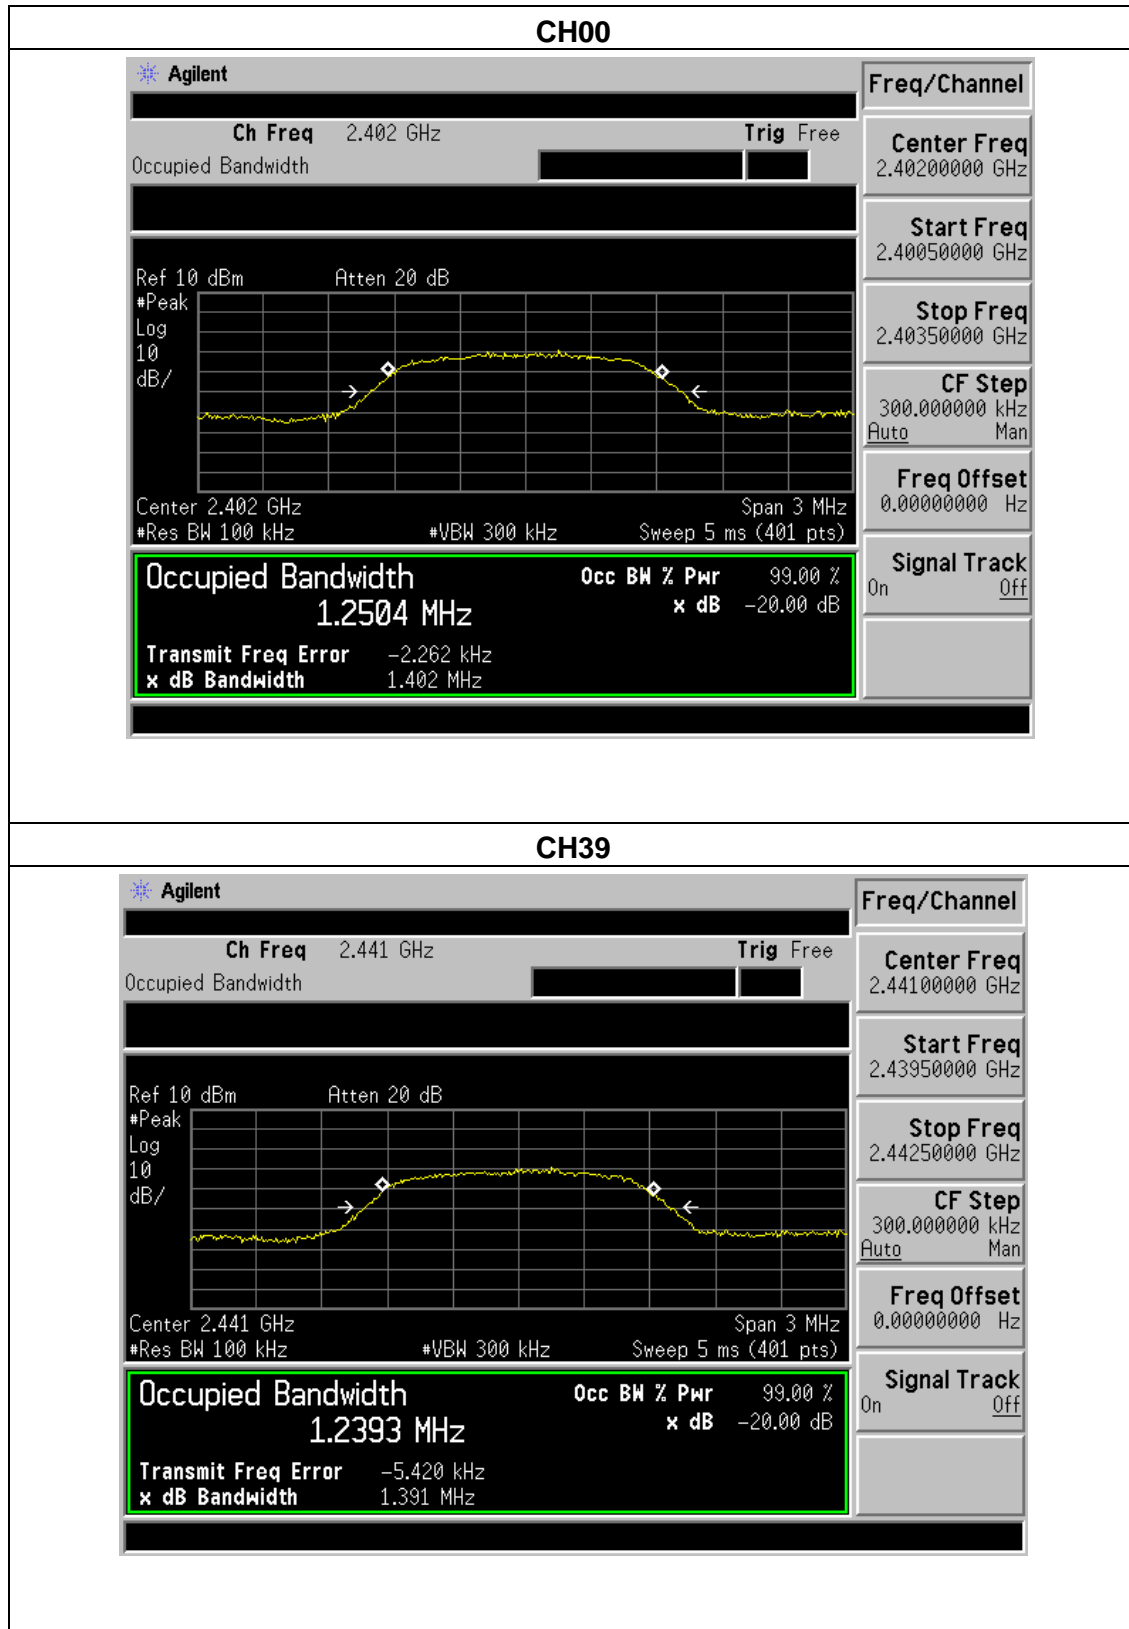 CH00
Agilent
Freq/Channel
Ch Freq 2.402 GHz Trig Free
Occupied Bandwidth
Center Freq
2.40200000 GHz
Start Freq
2.40050000 GHz
Ref 10 dBm Atten 20 dB
#Peak
Log
10
dB/
Stop Freq
2.40350000 GHz
CF Step
300.000000 kHz
Auto Man
Freq Offset
0.00000000 Hz
Center 2.402 GHz Span 3 MHz
#Res BW 100 kHz #VBW 300 kHz Sweep 5 ms (401 pts)
Signal Track
On Off
Occupied Bandwidth Occ BW % Pwr 99.00 %
1.2504 MHz x dB -20.00 dB
Transmit Freq Error -2.262 kHz
x dB Bandwidth 1.402 MHz
CH39
Agilent
Freq/Channel
Ch Freq 2.441 GHz Trig Free
Occupied Bandwidth
Center Freq
2.44100000 GHz
Start Freq
2.43950000 GHz
Ref 10 dBm Atten 20 dB
#Peak
Log
10
dB/
Stop Freq
2.44250000 GHz
CF Step
300.000000 kHz
Auto Man
Freq Offset
0.00000000 Hz
Center 2.441 GHz Span 3 MHz
#Res BW 100 kHz #VBW 300 kHz Sweep 5 ms (401 pts)
Signal Track
On Off
Occupied Bandwidth Occ BW % Pwr 99.00 %
1.2393 MHz x dB -20.00 dB
Transmit Freq Error -5.420 kHz
x dB Bandwidth 1.391 MHz